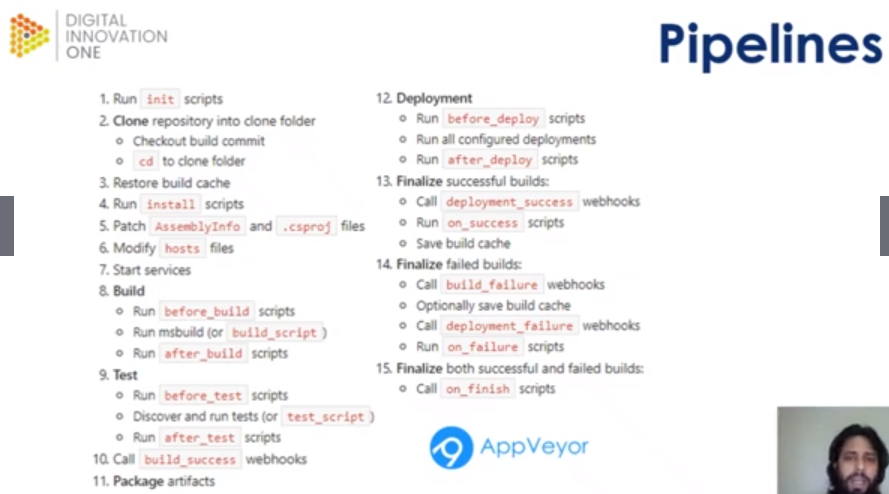 DIGITAL
INNOVATION
ONE
Pipelines
1. Run init scripts
2. Clone repository into clone folder
Checkout build commit
cd to clone folder
3. Restore build cache
4. Run install scripts
5. Patch AssemblyInfo and .csproj files
6. Modify hosts files
7. Start services
8. Build
Run before_build scripts
Run msbuild (or build_script )
Run after_build scripts
9. Test
Run before_test scripts
Discover and run tests (or test_script )
Run after_test scripts
10. Call build_success webhooks
11. Package artifacts
12. Deployment
Run before_deploy scripts
Run all configured deployments
Run after_deploy scripts
13. Finalize successful builds:
Call deployment_success webhooks
Run on_success scripts
Save build cache
14. Finalize failed builds:
Call build_failure webhooks
Optionally save build cache
Call deployment_failure webhooks
Run on_failure scripts
15. Finalize both successful and failed builds:
Call on_finish scripts
AppVeyor